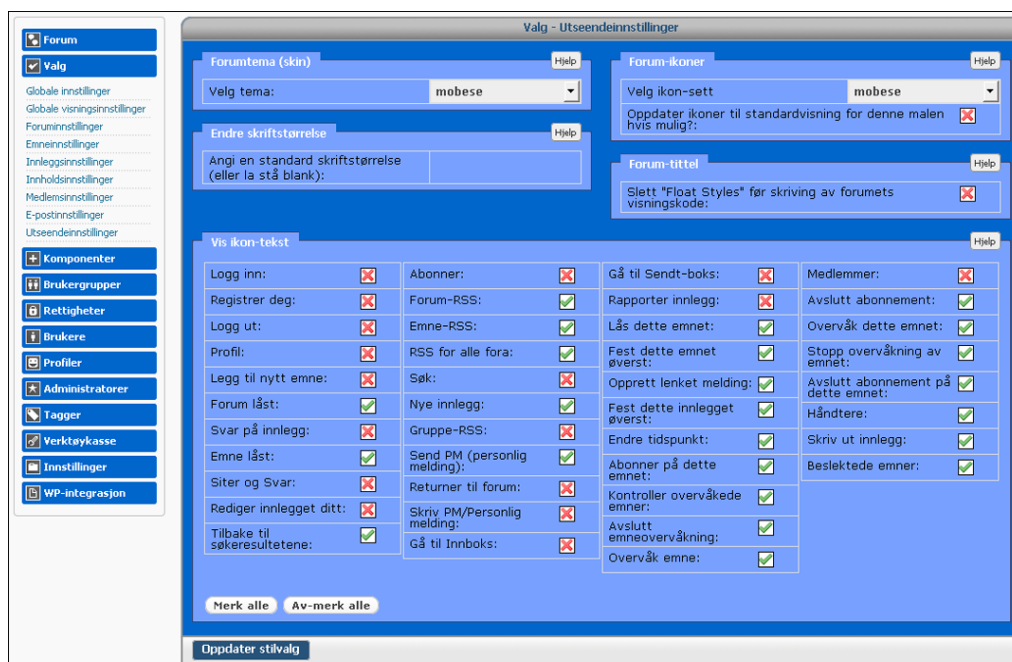 Forum
Valg
Globale innstillinger
Globale visningsinnstillinger
Foruminnstillinger
Emneinnstillinger
Innleggsinnstillinger
Innholdsinnstillinger
Medlemsinnstillinger
E-postinnstillinger
Utseendeinnstillinger
Komponenter
Brukergrupper
Rettigheter
Brukere
Profiler
Administratorer
Tagger
Verktøykasse
Innstillinger
WP-integrasjon
Valg - Utseendeinnstillinger
Forumtema (skin)
Hjelp
Velg tema:
mobese
Endre skriftstørrelse
Hjelp
Angi en standard skriftstørrelse
(eller la stå blank):
Forum-ikoner
Hjelp
Velg ikon-sett
mobese
Oppdater ikoner til standardvisning for denne malen
hvis mulig?:
Forum-tittel
Hjelp
Slett "Float Styles" før skriving av forumets
visningskode:
Vis ikon-tekst
Hjelp
Logg inn:
Registrer deg:
Logg ut:
Profil:
Legg til nytt emne:
Forum låst:
Svar på innlegg:
Emne låst:
Siter og Svar:
Rediger innlegget ditt:
Tilbake til
søkeresultetene:
Abonner:
Forum-RSS:
Emne-RSS:
RSS for alle fora:
Søk:
Nye innlegg:
Gruppe-RSS:
Send PM (personlig
melding):
Returner til forum:
Skriv PM/Personlig
melding:
Gå til Innboks:
Gå til Sendt-boks:
Rapporter innlegg:
Lås dette emnet:
Fest dette emnet
øverst:
Opprett lenket melding:
Fest dette innlegget
øverst:
Endre tidspunkt:
Abonner på dette
emnet:
Kontroller overvåkede
emner:
Avslutt
emneovervåkning:
Overvåk emne:
Medlemmer:
Avslutt abonnement:
Overvåk dette emnet:
Stopp overvåkning av
emnet:
Avslutt abonnement på
dette emnet:
Håndtere:
Skriv ut innlegg:
Beslektede emner:
Merk alle
Av-merk alle
Oppdater stilvalg